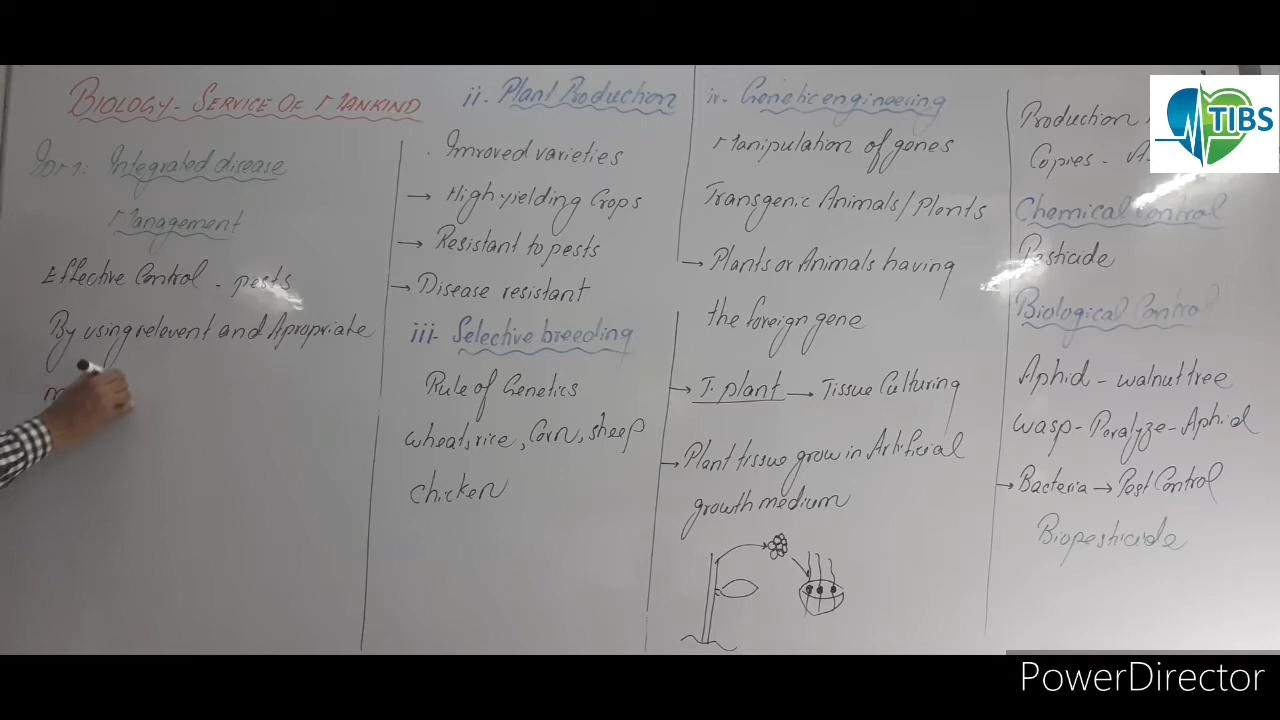 BIOLOGY - SERVICE OF MANKIND
Integrated disease
Management
Effective Control - pests
By using relevent and Apropriate
m
ii. Plant Production
Imroved varieties
→ High yielding Crops
→ Resistant to pests
→ Disease resistant
iii- Selective breeding
Rule of Genetics
wheat, rice, Corn, sheep
chicken
iv. Genetic engineering
Manipulation of genes
Transgenic Animals/Plants
→ Plants or Animals having
the foreign gene
→ T. plant → Tissue Culturing
→ Plant tissue grow in Artificial
growth medium
Production
Copies -
Chemical Control
Pesticide
Biological Control
Aphid - walnut tree
wasp - Paralyze - Aphid
→ Bacteria → Pest Control
Biopesticide
TIBS
PowerDirector